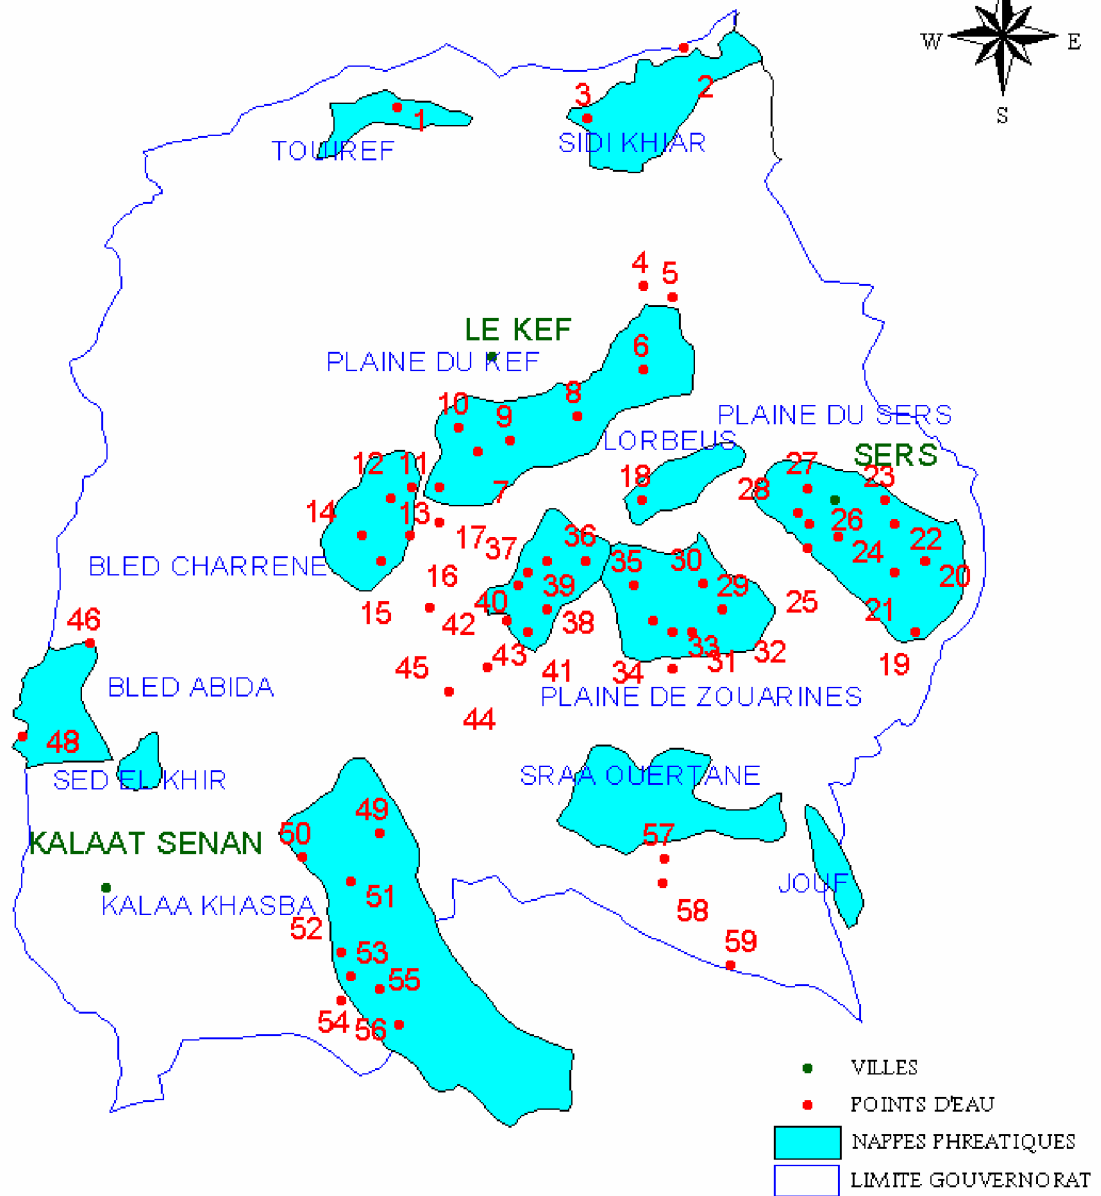 W E
S
3 2
1
TOUIREF SIDI KHIAR
4 5
LE KEF
PLAINE DU KEF 6
8
10 9 PLAINE DU SERS
LORBEUS
SERS
12 11 18 27 23
28 7
14 13 26
17 37 36 35 30 24 22
BLED CHARRENE 16 39 29 20
15 40 42 38 25 21
46 43 33 32 19
45 41 34 31
BLED ABIDA PLAINE DE ZOUARINES
44
48
SED EL KHIR SRAA OUERTANE
49
50 57
KALAAT SENAN
JOUF
51
KALAA KHASBA 58
52
53 59
55
54 56
VILLES
POINTS D'EAU
NAPPES PHREATIQUES
LIMITE GOUVERNORAT